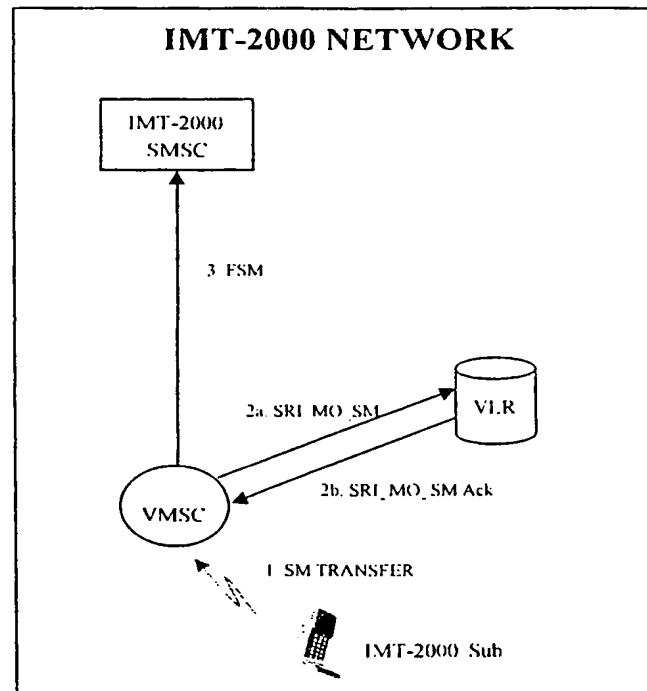 IMT-2000 NETWORK
IMT-2000
SMSC
3. FSM
2a. SRI_MO_SM
VLR
2b. SRI_MO_SM Ack
VMSC
1. SM TRANSFER
IMT-2000 Sub